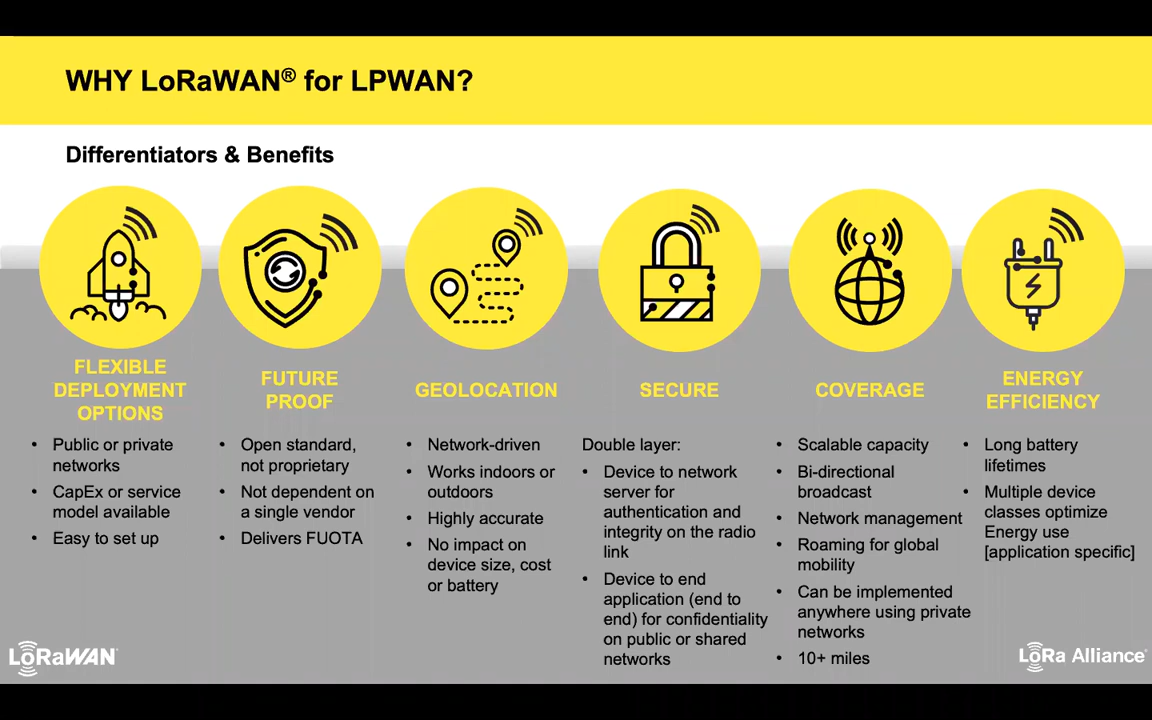 WHY LoRaWAN® for LPWAN?
Differentiators & Benefits
FLEXIBLE
DEPLOYMENT
OPTIONS
• Public or private
networks
• CapEx or service
model available
• Easy to set up
FUTURE
PROOF
• Open standard,
not proprietary
• Not dependent on
a single vendor
• Delivers FUOTA
GEOLOCATION
• Network-driven
• Works indoors or
outdoors
• Highly accurate
• No impact on
device size, cost
or battery
SECURE
Double layer:
• Device to network
server for
authentication and
integrity on the radio
link
• Device to end
application (end to
end) for confidentiality
on public or shared
networks
COVERAGE
• Scalable capacity
• Bi-directional
broadcast
• Network management
• Roaming for global
mobility
• Can be implemented
anywhere using private
networks
• 10+ miles
ENERGY
EFFICIENCY
• Long battery
lifetimes
• Multiple device
classes optimize
Energy use
[application specific]
LoRaWAN®
LoRa Alliance®